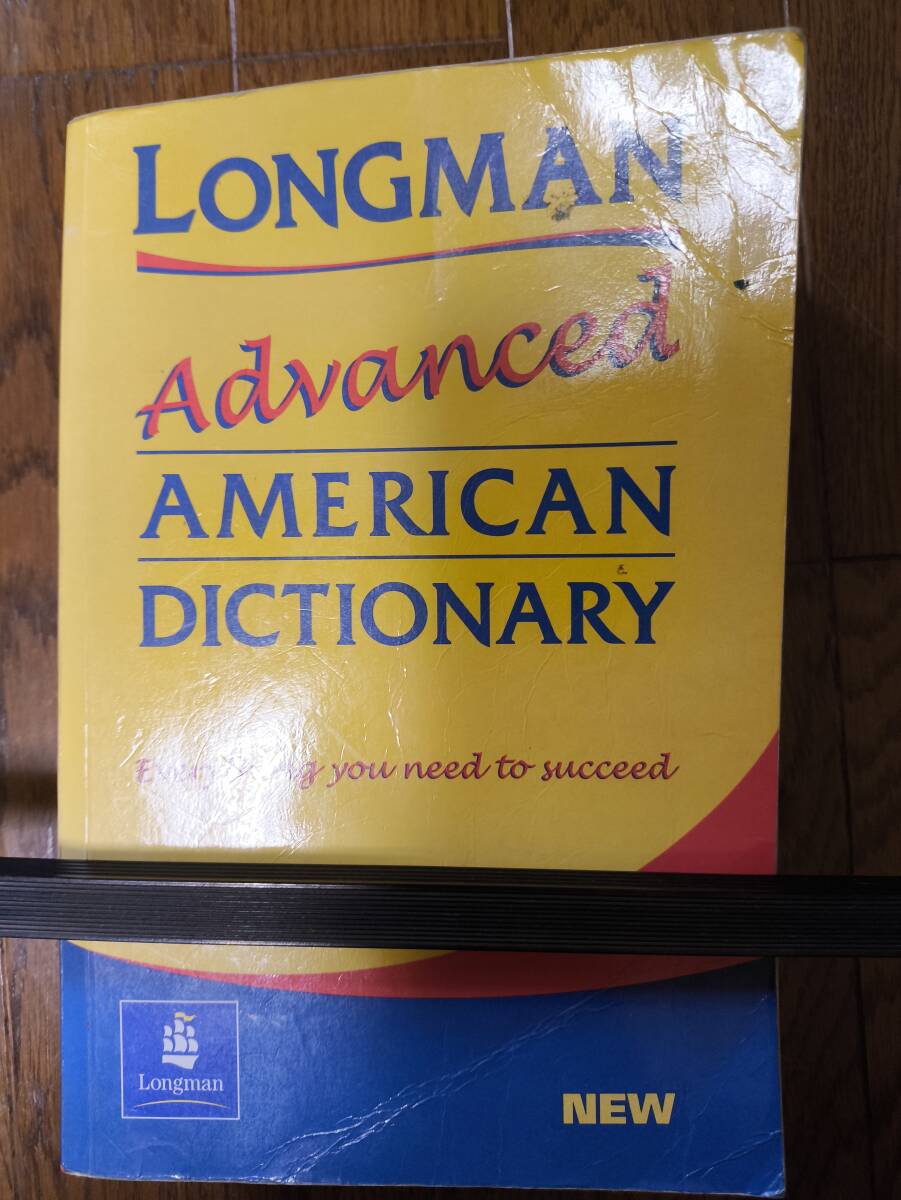 LONGMAN
Advanced
AMERICAN
DICTIONARY
you need to succeed
Longman
NEW